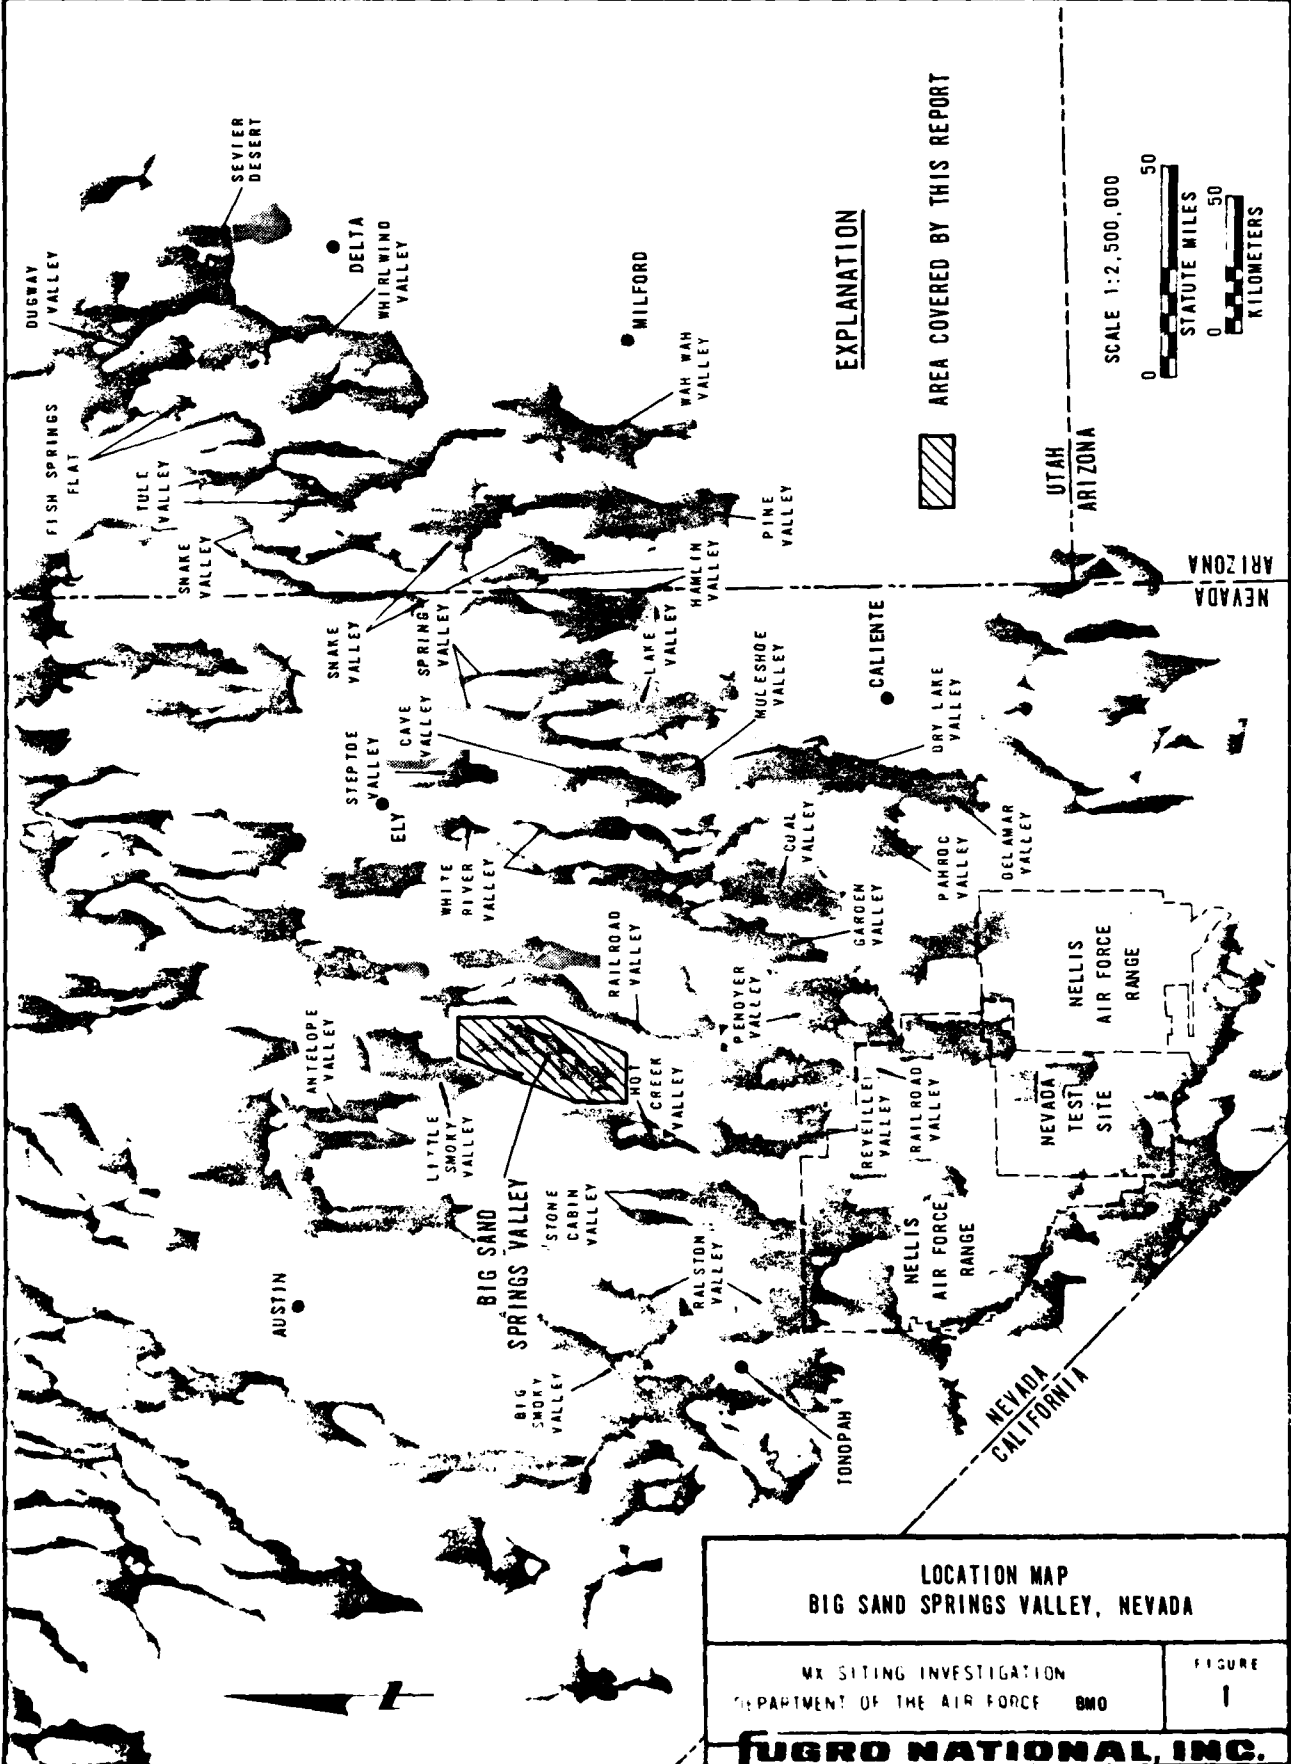 DUGWAY
VALLEY
SEVIER
DESERT
DELTA
WHIRLWIND
VALLEY
FISH SPRINGS
FLAT
TULE
VALLEY
SNAKE
VALLEY
MILFORD
WAH WAH
VALLEY
PINE
VALLEY
HAMLIN
VALLEY
SNAKE
VALLEY
SPRING
VALLEY
LAKE
VALLEY
CAVE
VALLEY
STEPTOE
VALLEY
ELY
MULESHOE
VALLEY
CALIENTE
DRY LAKE
VALLEY
DELAMAR
VALLEY
PAHROC
VALLEY
COAL
VALLEY
GARDEN
VALLEY
WHITE
RIVER
VALLEY
RAILROAD
VALLEY
PENOYER
VALLEY
ANTELOPE
VALLEY
LITTLE
SMOKY
VALLEY
HOT
CREEK
VALLEY
BIG SAND
SPRINGS VALLEY
STONE
CABIN
VALLEY
RALSTON
VALLEY
REVEILLE
VALLEY
RAILROAD
VALLEY
NELLIS
AIR FORCE
RANGE
NEVADA
TEST
SITE
NELLIS
AIR FORCE
RANGE
AUSTIN
BIG
SMOKY
VALLEY
TONOPAH
NEVADA
CALIFORNIA
UTAH
ARIZONA
NEVADA
ARIZONA
EXPLANATION
AREA COVERED BY THIS REPORT
SCALE 1:2,500,000
0 50
STATUTE MILES
0 50
KILOMETERS
N
LOCATION MAP
BIG SAND SPRINGS VALLEY, NEVADA
MX SITING INVESTIGATION
DEPARTMENT OF THE AIR FORCE BMO
FIGURE
1
FUGRO NATIONAL, INC.